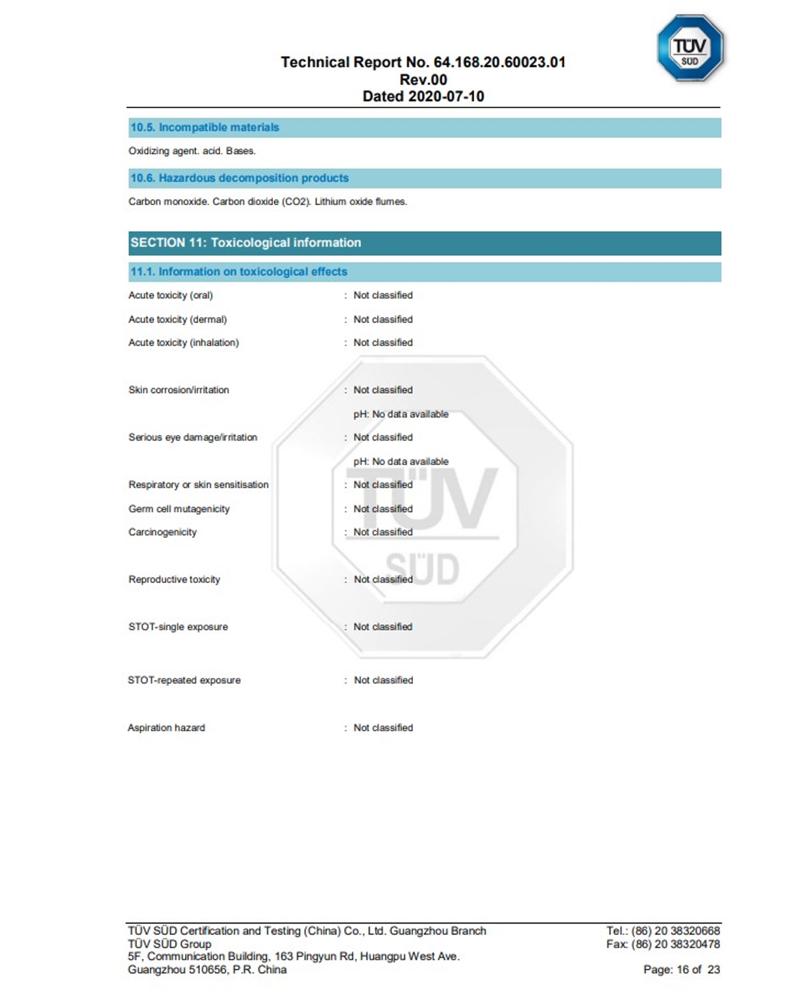 TÜV
SÜD
Technical Report No. 64.168.20.60023.01
Rev.00
Dated 2020-07-10
10.5. Incompatible materials
Oxidizing agent. acid. Bases.
10.6. Hazardous decomposition products
Carbon monoxide. Carbon dioxide (CO2). Lithium oxide flumes.
SECTION 11: Toxicological information
11.1. Information on toxicological effects
Acute toxicity (oral) : Not classified
Acute toxicity (dermal) : Not classified
Acute toxicity (inhalation) : Not classified
Skin corrosion/irritation : Not classified
pH: No data available
Serious eye damage/irritation : Not classified
pH: No data available
Respiratory or skin sensitisation : Not classified
Germ cell mutagenicity : Not classified
Carcinogenicity : Not classified
Reproductive toxicity : Not classified
STOT-single exposure : Not classified
STOT-repeated exposure : Not classified
Aspiration hazard : Not classified
TÜV
SÜD
TÜV SÜD Certification and Testing (China) Co., Ltd. Guangzhou Branch Tel.: (86) 20 38320668
TÜV SÜD Group Fax: (86) 20 38320478
5F, Communication Building, 163 Pingyun Rd, Huangpu West Ave.
Guangzhou 510656, P.R. China Page: 16 of 23